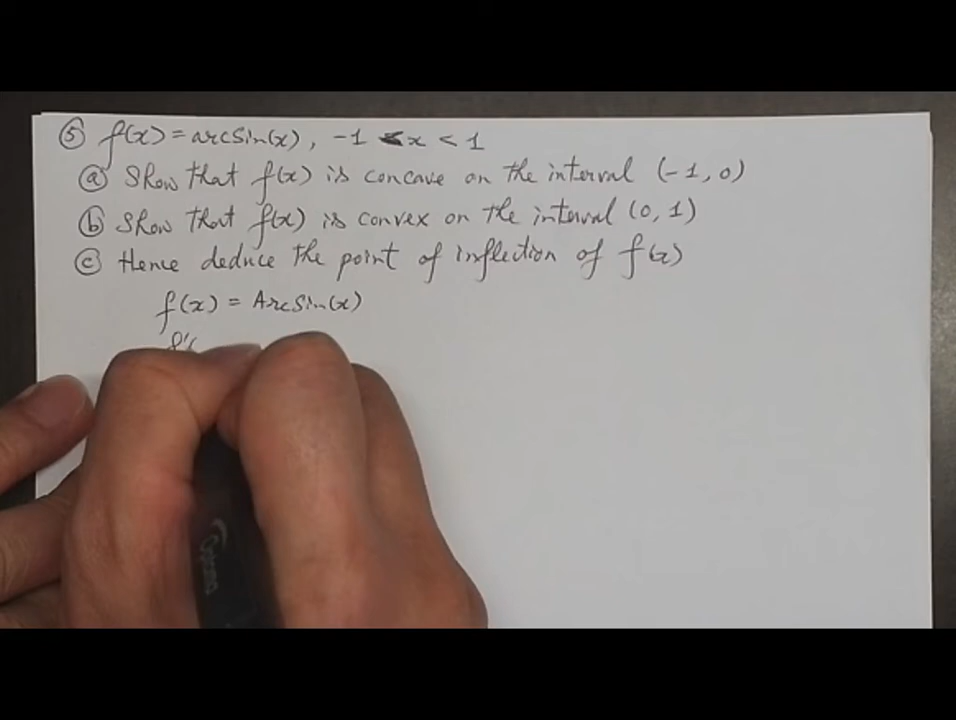 ⑤ f(x) = arcsin(x), -1 < x < 1
ⓐ Show that f(x) is concave on the interval (-1, 0)
ⓑ Show that f(x) is convex on the interval (0, 1)
ⓒ Hence deduce the point of inflection of f(x)
f(x) = ArcSin(x)
f'(
Optima